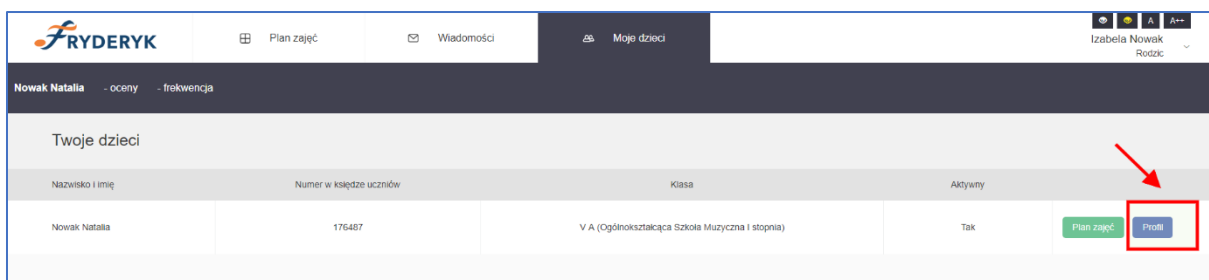 FRYDERYK
Plan zajęć
Wiadomości
Moje dzieci
A A++
Izabela Nowak
Rodzic
Nowak Natalia - oceny - frekwencja
Twoje dzieci
Nazwisko i imię Numer w księdze uczniów Klasa Aktywny
Nowak Natalia 176487 V A (Ogólnokształcąca Szkoła Muzyczna I stopnia) Tak Plan zajęć Profil